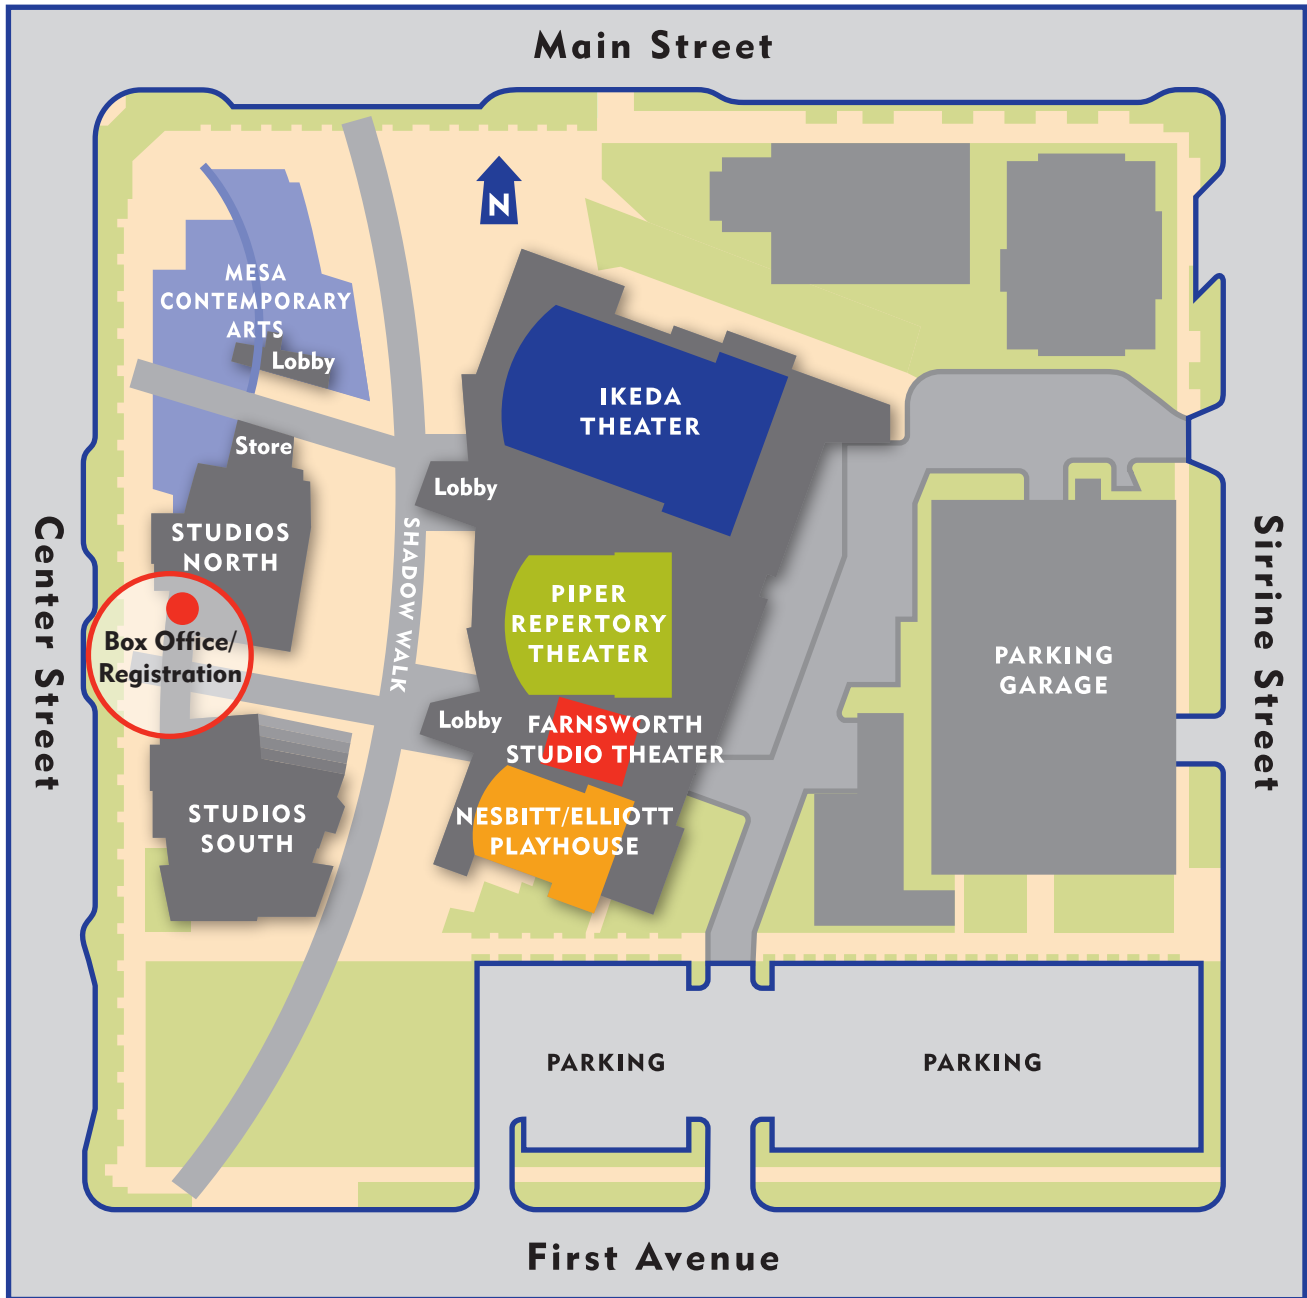 Main Street
N
MESA
CONTEMPORARY
ARTS
Lobby
Store
IKEDA
THEATER
Lobby
STUDIOS
NORTH
SHADOW WALK
Center Street
Sirrine Street
PIPER
REPERTORY
THEATER
Box Office/
Registration
PARKING
GARAGE
Lobby
FARNSWORTH
STUDIO THEATER
STUDIOS
SOUTH
NESBITT/ELLIOTT
PLAYHOUSE
PARKING
PARKING
First Avenue